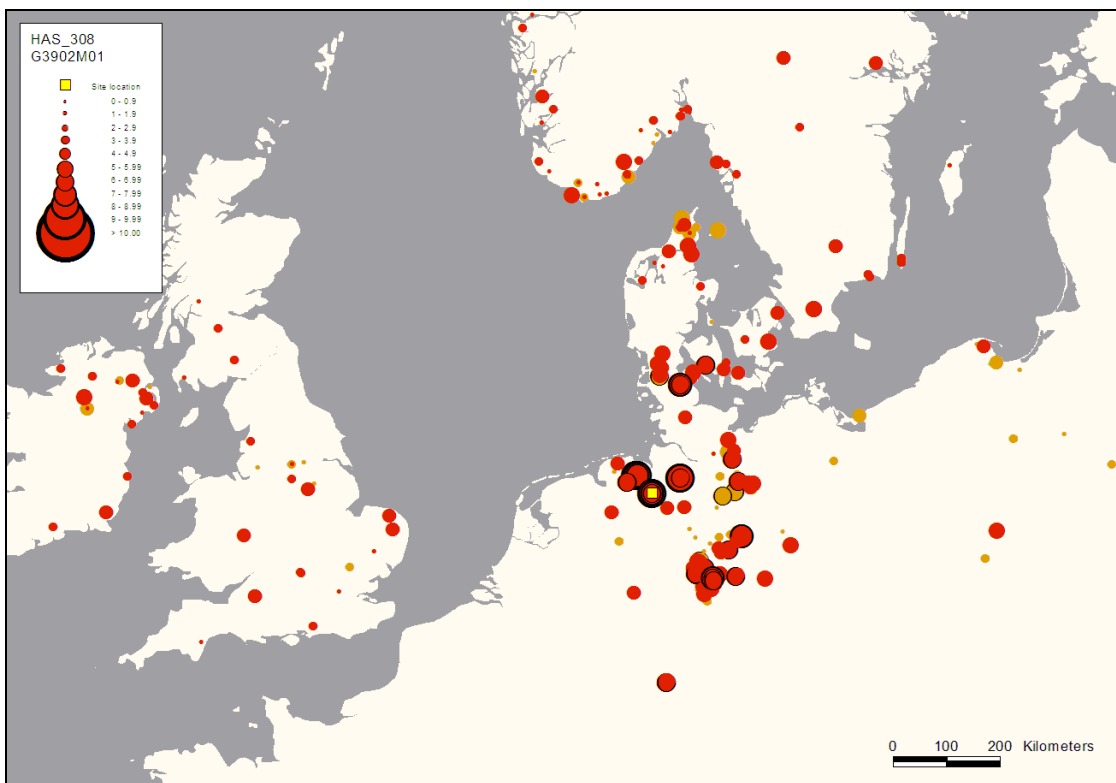 HAS_308
G3902M01
Site location
0 - 0.9
1 - 1.9
2 - 2.9
3 - 3.9
4 - 4.9
5 - 5.99
6 - 6.99
7 - 7.99
8 - 8.99
9 - 9.99
> 10.00
0 100 200 Kilometers